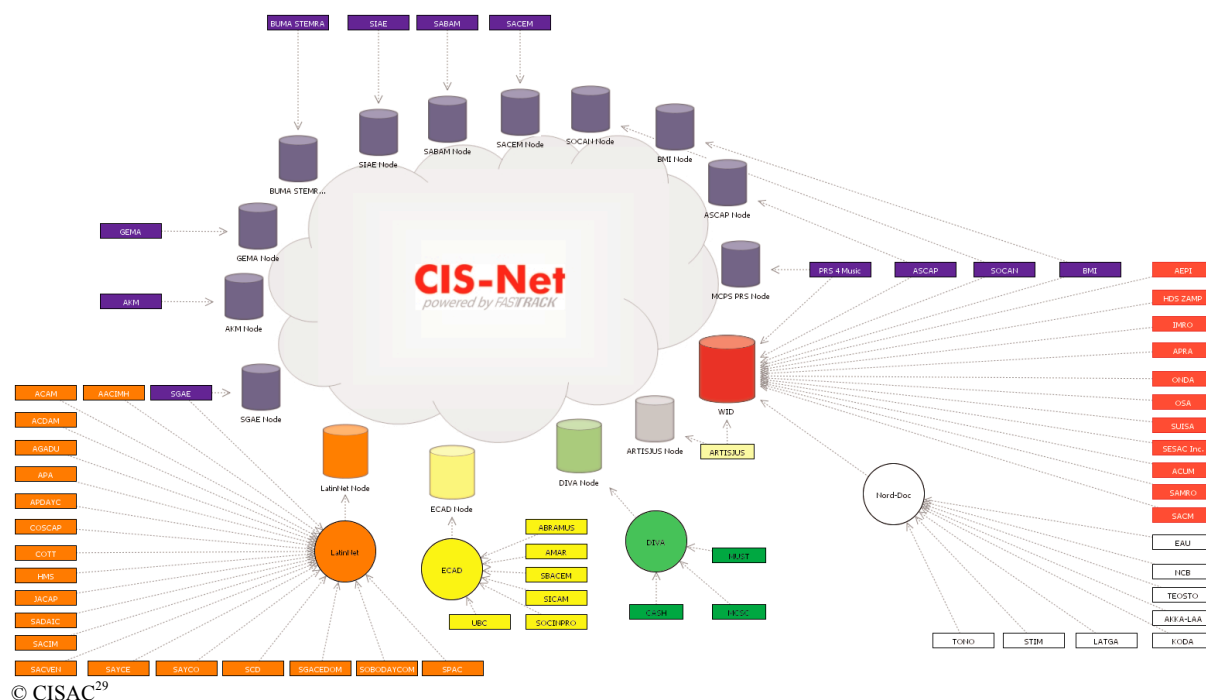 BUMA STEMRA
SIAE
SABAM
SACEM
SIAE Node
SABAM Node
SACEM Node
SOCAN Node
BMI Node
BUMA STEMR...
ASCAP Node
GEMA
GEMA Node
CIS-Net
powered by FASTTRACK
PRS 4 Music
ASCAP
SOCAN
BMI
AEPI
MCPS PRS Node
AKM
AKM Node
HDS ZAMP
IMRO
APRA
ONDA
OSA
SUISA
SESAC Inc.
ACUM
SAMRO
SACM
WID
ACAM
AACIMH
SGAE
SGAE Node
ACDAM
AGADU
APA
APDAYC
COSCAP
COTT
HMS
JACAP
SADAIC
SACIM
SACVEN
SAYCE
SAYCO
SCD
SGACEDOM
SOBODAYCOM
SPAC
LatinNet Node
LatinNet
ECAD Node
ECAD
ABRAMUS
AMAR
SBACEM
SICAM
SOCINPRO
UBC
DIVA Node
DIVA
MUST
CASH
MCSC
ARTISJUS Node
ARTISJUS
Nord-Doc
EAU
NCB
TEOSTO
AKKA-LAA
KODA
TONO
STIM
LATGA
© CISAC29